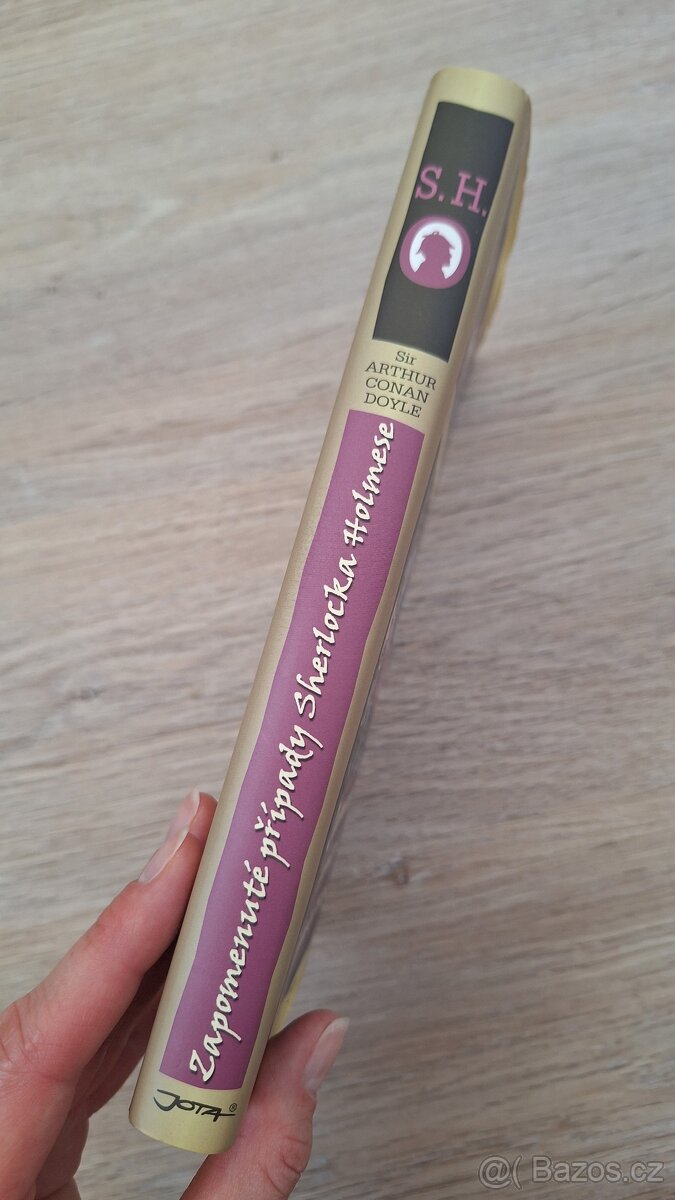 S. H.
Sir
ARTHUR
CONAN
DOYLE
Zapomenuté případy Sherlocka Holmese
JOTA®
@( Bazos.cz